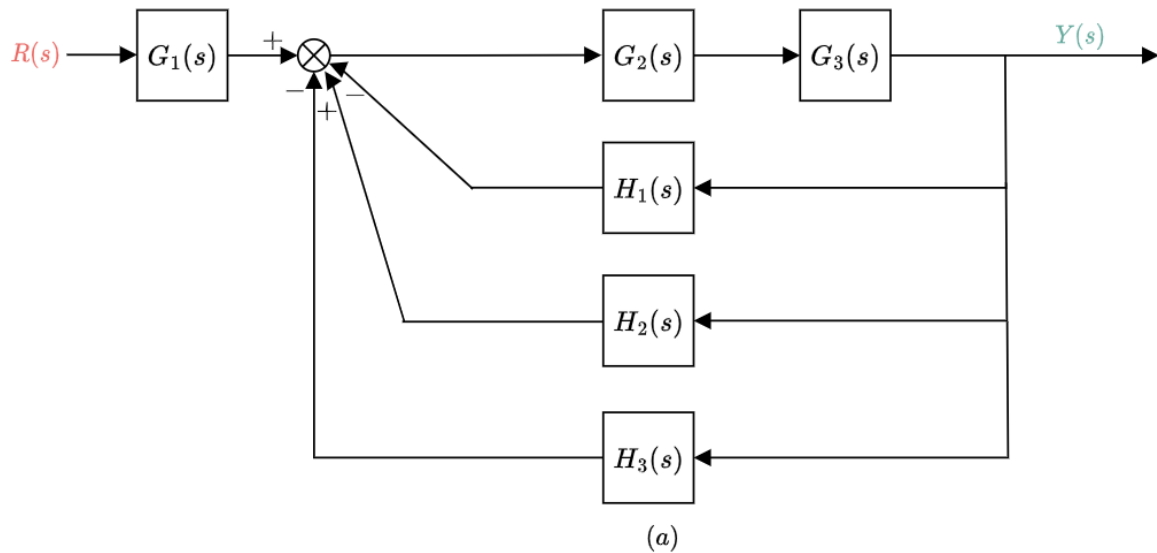 R(s) G₁(s) + G₂(s) G₃(s) Y(s)
− + −
H₁(s)
H₂(s)
H₃(s)
(a)